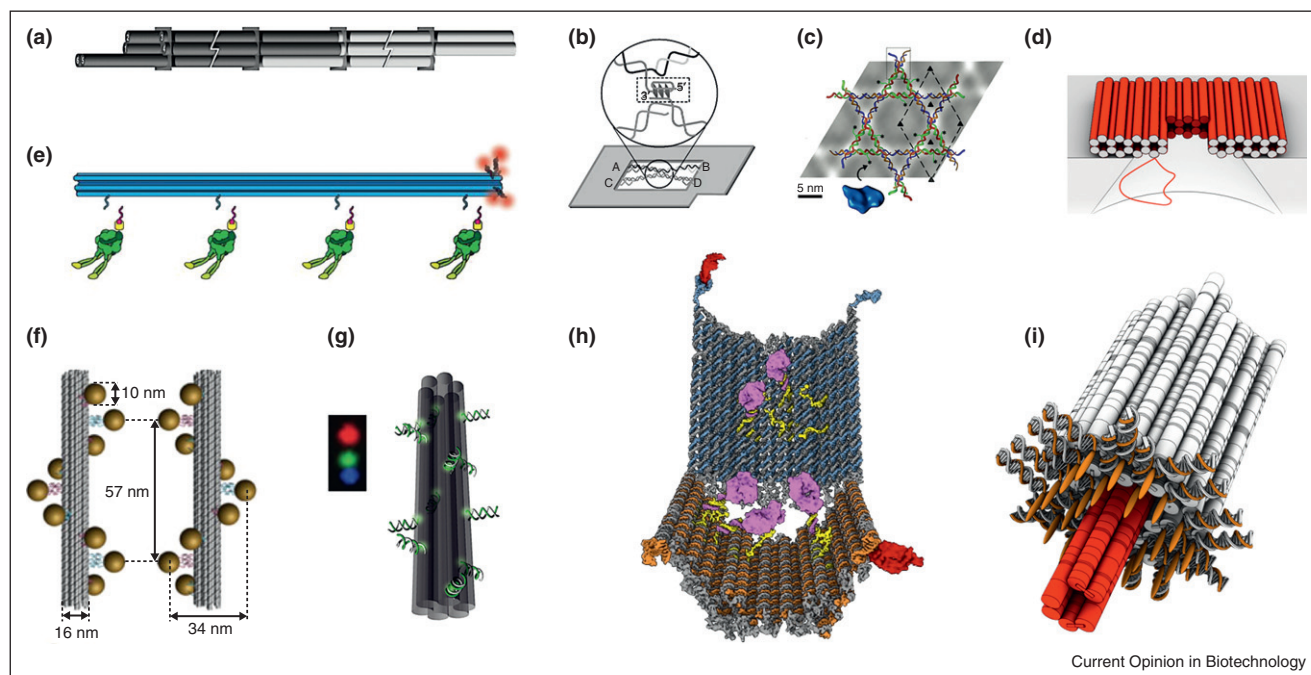 (a)
(b)
3'
5'
A
B
C
D
(c)
5 nm
(d)
(e)
(f)
10 nm
57 nm
16 nm
34 nm
(g)
(h)
(i)
Current Opinion in Biotechnology